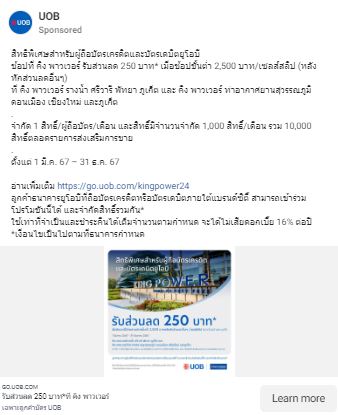 UOB
Sponsored
สิทธิพิเศษสำหรับผู้ถือบัตรเครดิตและบัตรเดบิตยูโอบี
ช้อปที่ คิง พาวเวอร์ รับส่วนลด 250 บาท* เมื่อช้อปขั้นต่ำ 2,500 บาท/เซลส์สลิป (หลัง
หักส่วนลดอื่นๆ)
ที่ คิง เพาเวอร์ รางน้ำ ศรีวารี พัทยา ภูเก็ต และ คิง พาวเวอร์ ท่าอากาศยานสุวรรณภูมิ
ดอนเมือง เชียงใหม่ และภูเก็ต
.
จำกัด 1 สิทธิ์/ผู้ถือบัตร/เดือน และสิทธิ์มีจำนวนจำกัด 1,000 สิทธิ์/เดือน รวม 10,000
สิทธิ์ตลอดรายการส่งเสริมการขาย
.
ตั้งแต่ 1 มี.ค. 67 – 31 ธ.ค. 67
อ่านเพิ่มเติม https://go.uob.com/kingpower24
ลูกค้าธนาคารยูโอบีที่ถือบัตรเครดิตหรือบัตรเดบิตภายใต้แบรนด์ซิตี้ สามารถเข้าร่วม
โปรโมชันนี้ได้ และจำกัดสิทธิ์รวมกัน*
ใช้เท่าที่จำเป็นและชำระคืนได้เต็มจำนวนตามกำหนด จะได้ไม่เสียดอกเบี้ย 16% ต่อปี
*เงื่อนไขเป็นไปตามที่ธนาคารกำหนด
สิทธิพิเศษสำหรับผู้ถือบัตรเครดิต
และบัตรเดบิตยูโอบี
KING POWER
รับส่วนลด 250 บาท*
UOB
GO.UOB.COM
รับส่วนลด 250 บาท*ที่ คิง พาวเวอร์
เฉพาะลูกค้าบัตร UOB
Learn more